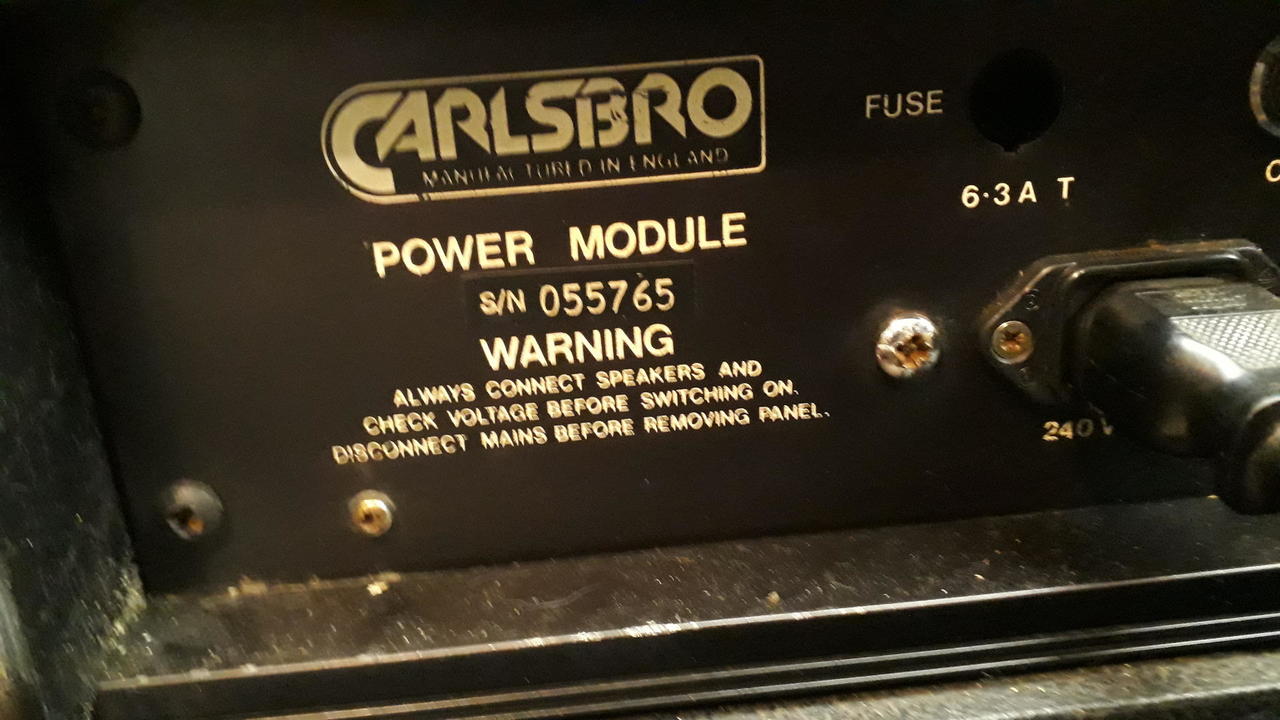 CARLSBRO
MANUFACTURED IN ENGLAND
POWER MODULE
S/N 055765
WARNING
ALWAYS CONNECT SPEAKERS AND
CHECK VOLTAGE BEFORE SWITCHING ON.
DISCONNECT MAINS BEFORE REMOVING PANEL.
FUSE
6·3A T
240V